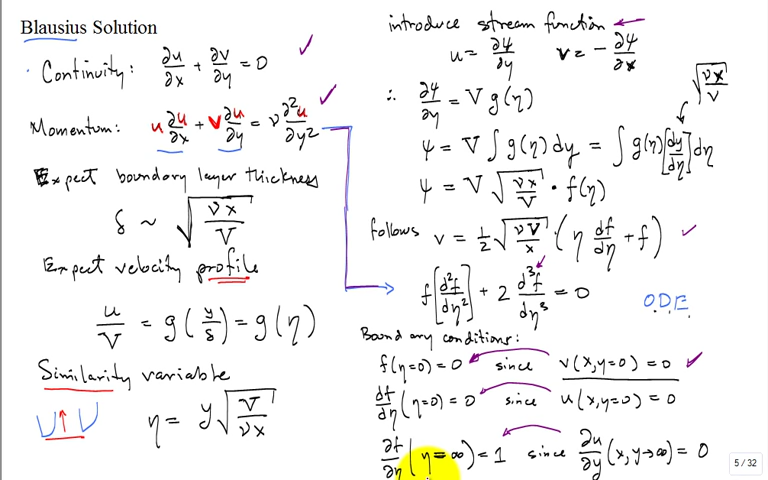 Blausius Solution
· Continuity: ∂u/∂x + ∂v/∂y = 0 ✓
Momentum: u ∂u/∂x + v ∂u/∂y = ν ∂²u/∂y² ✓
Expect boundary layer thickness
δ ~ √(νx/V)
Expect velocity profile
u/V = g(y/δ) = g(η)
Similarity variable
U ↑ U
η = y √(V/νx)
introduce stream function
u = ∂ψ/∂y v = - ∂ψ/∂x
∴ ∂ψ/∂y = V g(η)
√(νx/V)
ψ = V ∫ g(η) dy = ∫ g(η) [dy/dη] dη
ψ = V √(νx/V) · f(η)
follows v = 1/2 √(νV/x) · (η df/dη + f) ✓
f [d²f/dη²] + 2 d³f/dη³ = 0 O.D.E.
Boundary conditions:
f(η=0) = 0 since v(x,y=0) = 0 ✓
df/dη (η=0) = 0 since u(x,y=0) = 0
∂f/∂η (η=∞) = 1 since ∂u/∂y (x, y→∞) = 0
5 / 32